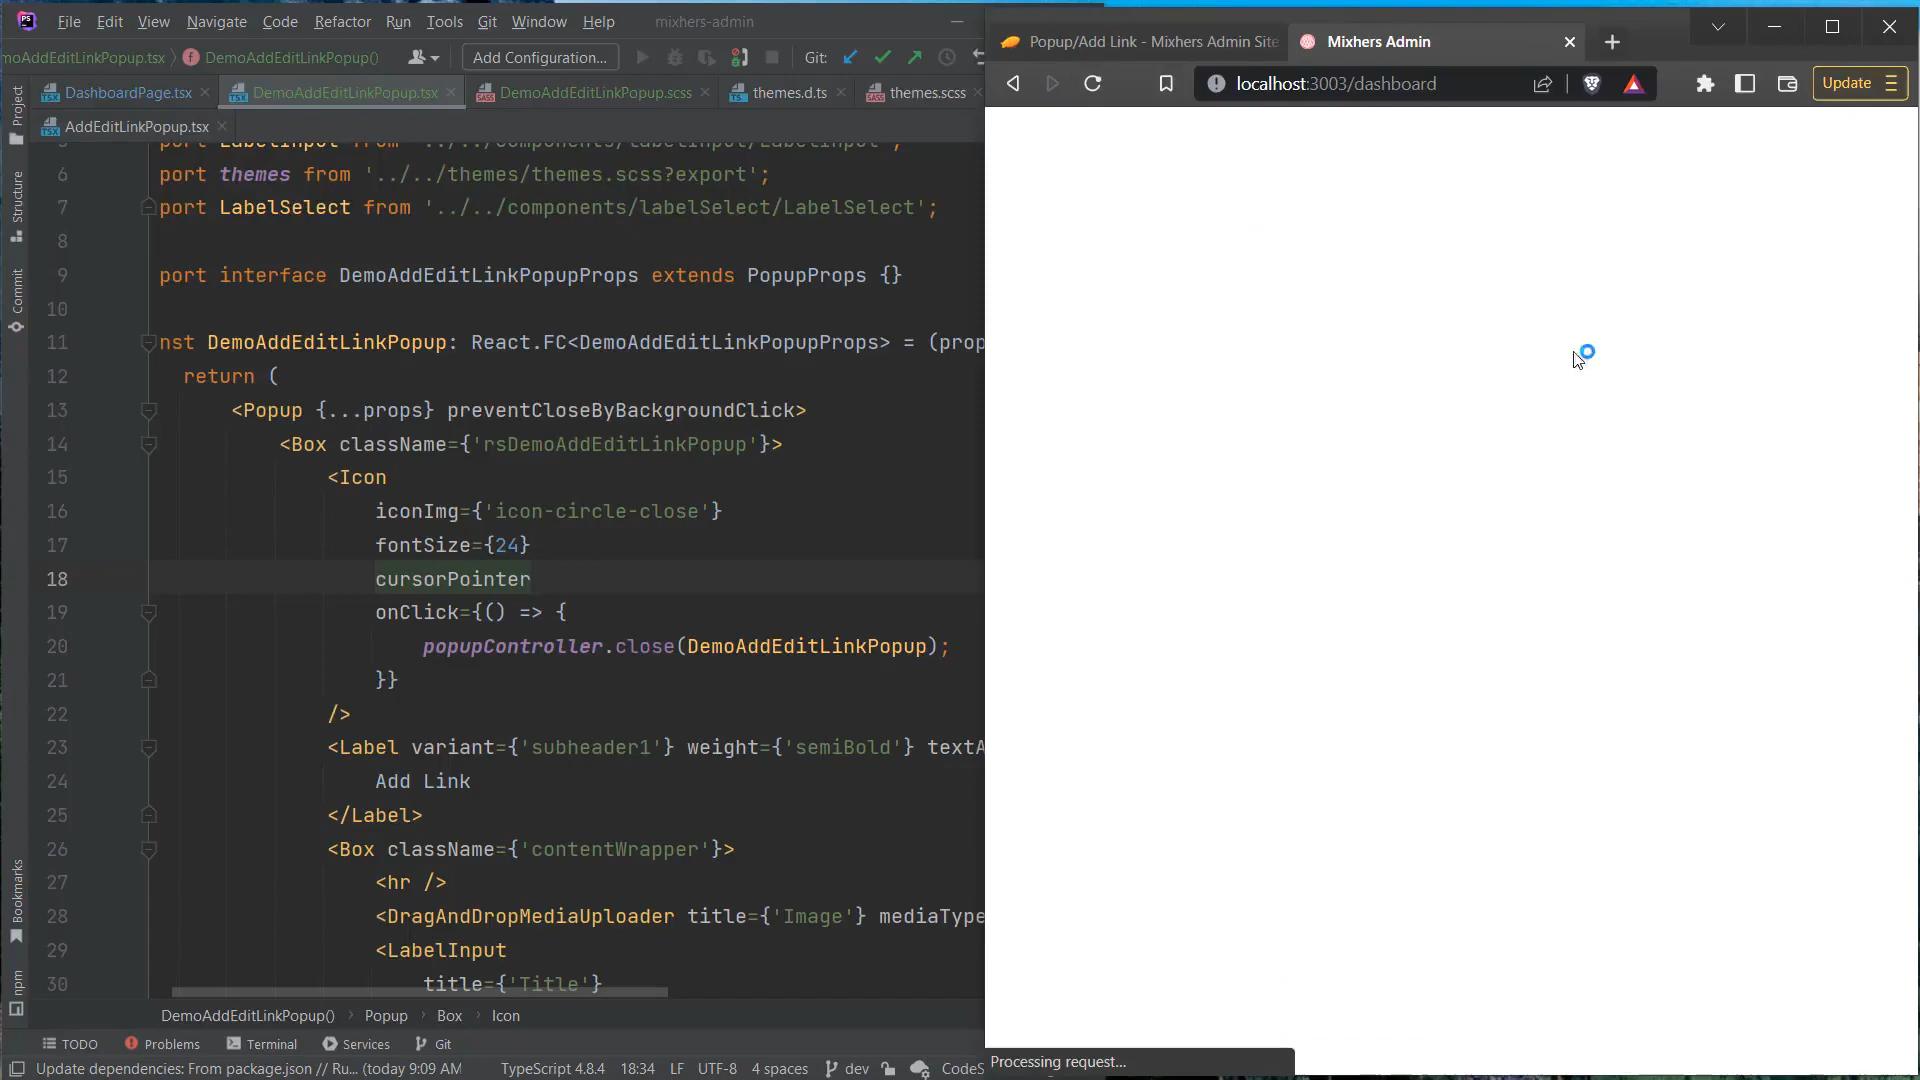 File Edit View Navigate Code Refactor Run Tools Git Window Help mixhers-admin
moAddEditLinkPopup.tsx DemoAddEditLinkPopup() Add Configuration... Git:
DashboardPage.tsx DemoAddEditLinkPopup.tsx DemoAddEditLinkPopup.scss themes.d.ts themes.scss
AddEditLinkPopup.tsx
Project
Structure
Commit
Bookmarks
npm
5 port LabelInput from '../../components/labelInput/LabelInput';
6 port themes from '../../themes/themes.scss?export';
7 port LabelSelect from '../../components/labelSelect/LabelSelect';
8
9 port interface DemoAddEditLinkPopupProps extends PopupProps {}
10
11 nst DemoAddEditLinkPopup: React.FC<DemoAddEditLinkPopupProps> = (prop
12 return (
13 <Popup {...props} preventCloseByBackgroundClick>
14 <Box className={'rsDemoAddEditLinkPopup'}>
15 <Icon
16 iconImg={'icon-circle-close'}
17 fontSize={24}
18 cursorPointer
19 onClick={() => {
20 popupController.close(DemoAddEditLinkPopup);
21 }}
22 />
23 <Label variant={'subheader1'} weight={'semiBold'} textA
24 Add Link
25 </Label>
26 <Box className={'contentWrapper'}>
27 <hr />
28 <DragAndDropMediaUploader title={'Image'} mediaType
29 <LabelInput
30 title={'Title'}
DemoAddEditLinkPopup() Popup Box Icon
TODO Problems Terminal Services Git
Update dependencies: From package.json // Ru... (today 9:09 AM TypeScript 4.8.4 18:34 LF UTF-8 4 spaces dev CodeS
Popup/Add Link - Mixhers Admin Site Mixhers Admin
localhost:3003/dashboard Update
Processing request...